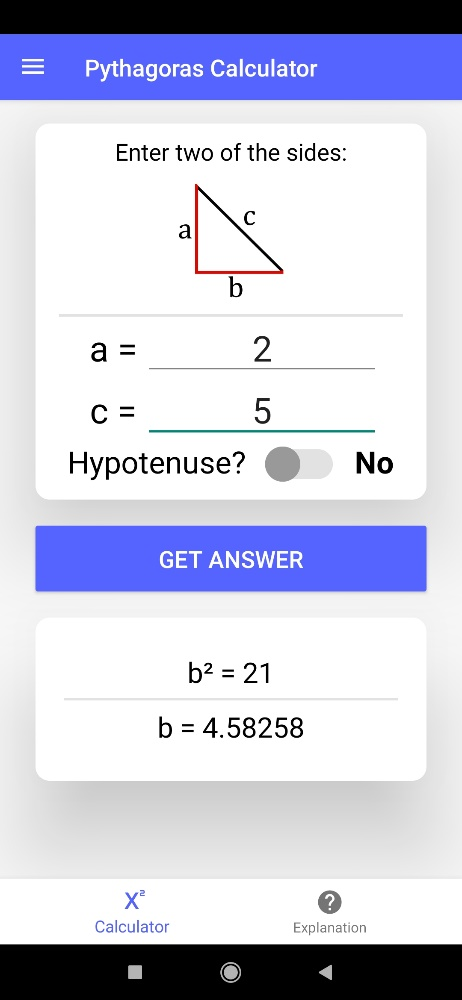 Pythagoras Calculator
Enter two of the sides:
a
c
b
a = 2
c = 5
Hypotenuse? No
GET ANSWER
b² = 21
b = 4.58258
X²
Calculator
?
Explanation